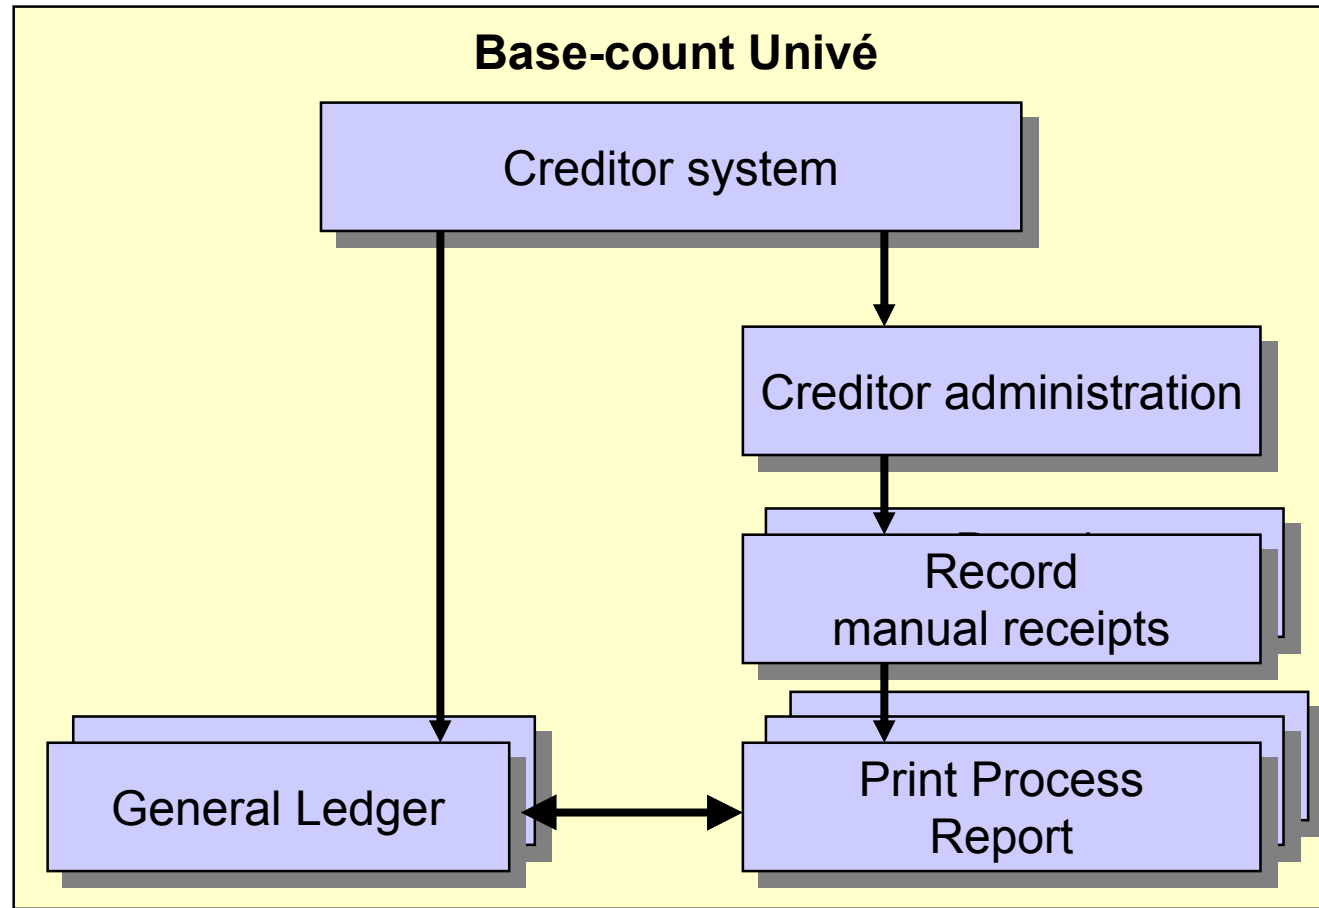 Base-count Univé
Creditor system
Creditor administration
Record
manual receipts
General Ledger
Print Process
Report